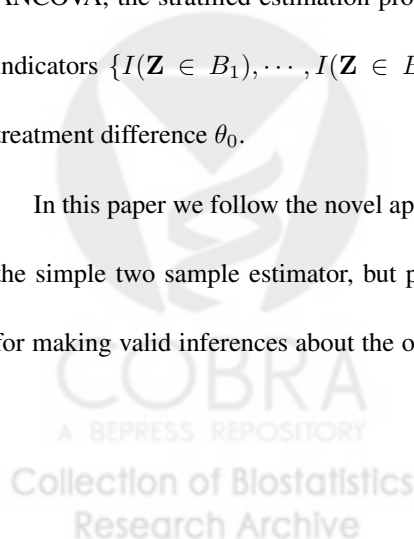 ANCOVA, the stratified estimation pro
indicators {I(Z ∈ B₁), ⋯ , I(Z ∈ B
treatment difference θ₀.
In this paper we follow the novel ap
the simple two sample estimator, but p
for making valid inferences about the o
COBRA
A BEPRESS REPOSITORY
Collection of Biostatistics
Research Archive